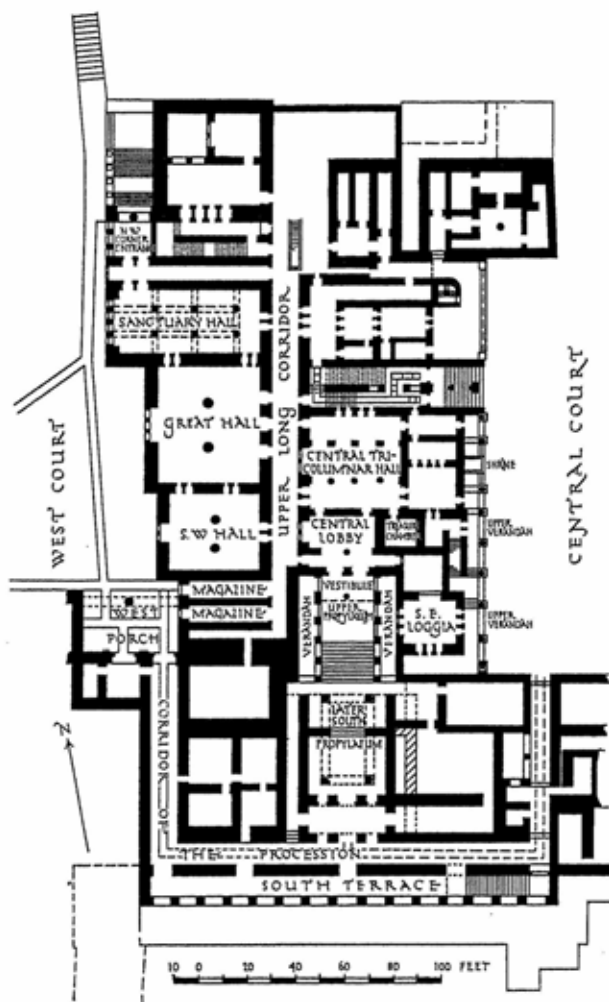 N.W.
CORNER
ENTRANCE
SANCTUARY HALL
UPPER LONG CORRIDOR
GREAT HALL
CENTRAL TRI-
COLUMNAR HALL
WEST COURT
CENTRAL COURT
SHRINE
S.W HALL
CENTRAL
LOBBY
UPPER
VERANDAH
MAGAZINE
MAGAZINE
VESTIBULE
UPPER
PROPYLAEUM
VERANDAH
VERANDAH
S. E.
LOGGIA
UPPER
VERANDAH
WEST
PORCH
LATER
SOUTH
PROPYLAEUM
N
CORRIDOR OF
THE PROCESSION
SOUTH TERRACE
10 0 20 40 60 80 100 FEET